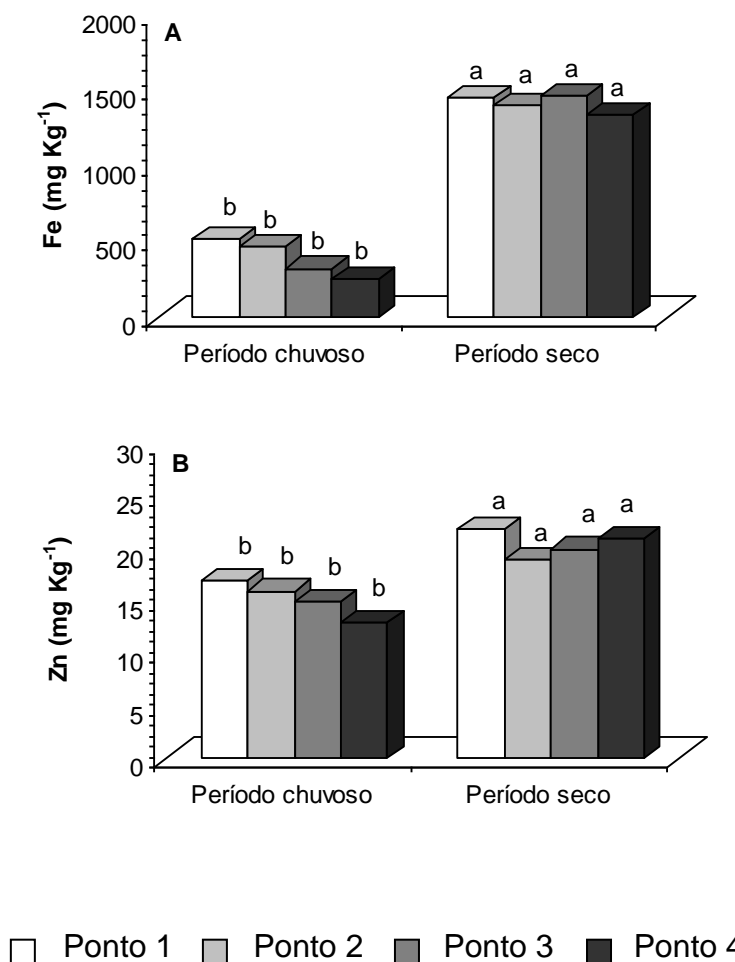 A
2000
1500
1000
500
0
Fe (mg Kg-1)
b b b b
a a a a
Período chuvoso Período seco
B
30
25
20
15
10
5
0
Zn (mg Kg-1)
b b b b
a a a a
Período chuvoso Período seco
Ponto 1 Ponto 2 Ponto 3 Ponto 4